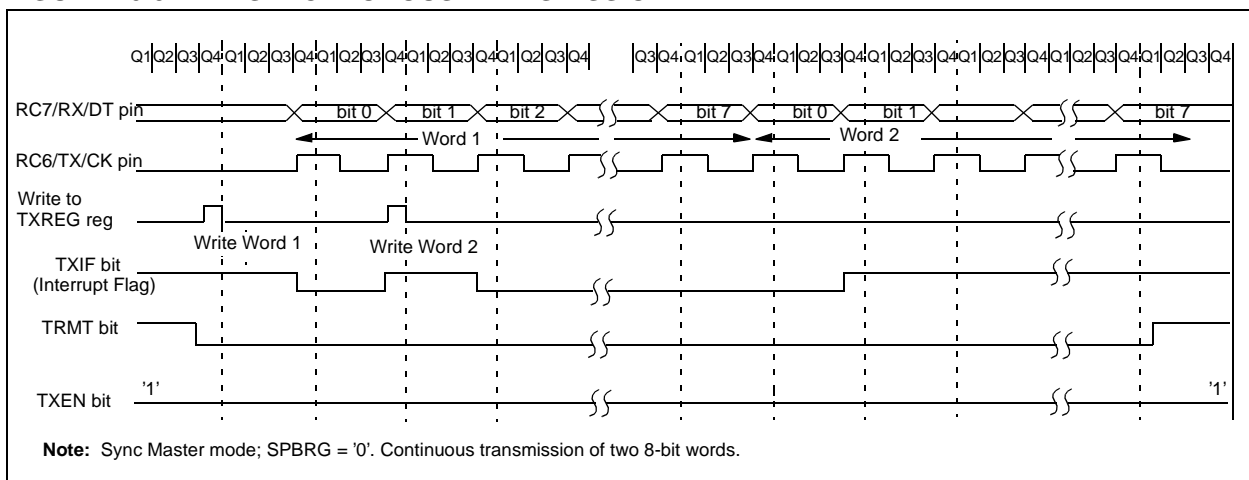 Q1 Q2 Q3 Q4 Q1 Q2 Q3 Q4 Q1 Q2 Q3 Q4 Q1 Q2 Q3 Q4 Q1 Q2 Q3 Q4 Q3 Q4 Q1 Q2 Q3 Q4 Q1 Q2 Q3 Q4 Q1 Q2 Q3 Q4 Q1 Q2 Q3 Q4 Q1 Q2 Q3 Q4 Q1 Q2 Q3 Q4
RC7/RX/DT pin bit 0 bit 1 bit 2 bit 7 bit 0 bit 1 bit 7
Word 1 Word 2
RC6/TX/CK pin
Write to
TXREG reg
Write Word 1 Write Word 2
TXIF bit
(Interrupt Flag)
TRMT bit
'1' '1'
TXEN bit
Note: Sync Master mode; SPBRG = '0'. Continuous transmission of two 8-bit words.